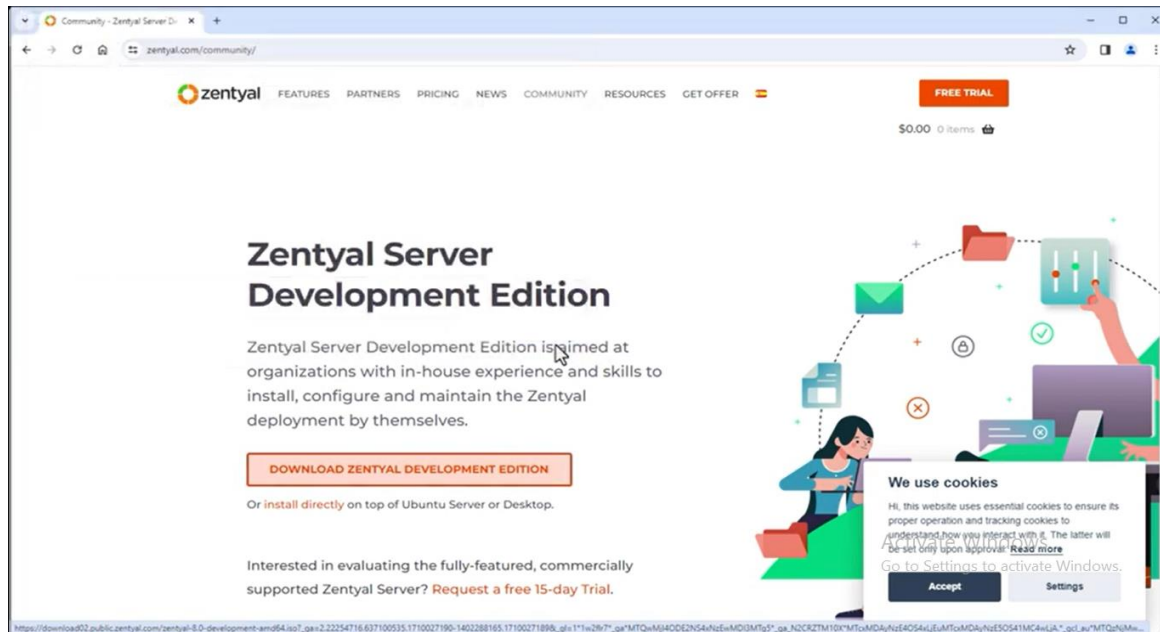 Community - Zentyal Server De
zentyal.com/community/
zentyal FEATURES PARTNERS PRICING NEWS COMMUNITY RESOURCES GET OFFER FREE TRIAL
$0.00 0 items
Zentyal Server
Development Edition
Zentyal Server Development Edition is aimed at
organizations with in-house experience and skills to
install, configure and maintain the Zentyal
deployment by themselves.
DOWNLOAD ZENTYAL DEVELOPMENT EDITION
Or install directly on top of Ubuntu Server or Desktop.
Interested in evaluating the fully-featured, commercially
supported Zentyal Server? Request a free 15-day Trial.
We use cookies
Hi, this website uses essential cookies to ensure its
proper operation and tracking cookies to
understand how you interact with it. The latter will
be set only upon approval. Read more
Accept Settings
Activate Windows
Go to Settings to activate Windows.